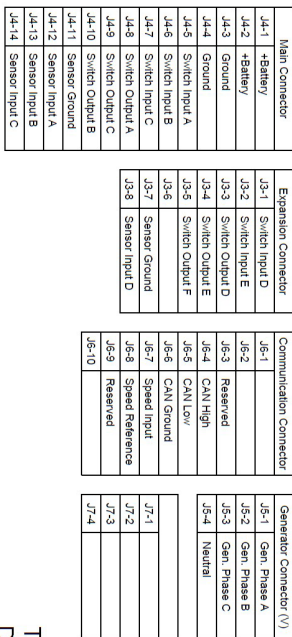 Main Connector
J4-1 +Battery
J4-2 +Battery
J4-3 Ground
J4-4 Ground
J4-5 Switch Input A
J4-6 Switch Input B
J4-7 Switch Input C
J4-8 Switch Output A
J4-9 Switch Output C
J4-10 Switch Output B
J4-11 Sensor Ground
J4-12 Sensor Input A
J4-13 Sensor Input B
J4-14 Sensor Input C
Expansion Connector
J3-1 Switch Input D
J3-2 Switch Input E
J3-3 Switch Output D
J3-4 Switch Output E
J3-5 Switch Output F
J3-6
J3-7 Sensor Ground
J3-8 Sensor Input D
Communication Connector
J6-1
J6-2
J6-3 Reserved
J6-4 CAN High
J6-5 CAN Low
J6-6 CAN Ground
J6-7 Speed Input
J6-8 Speed Reference
J6-9 Reserved
J6-10
Generator Connector (V)
J5-1 Gen. Phase A
J5-2 Gen. Phase B
J5-3 Gen. Phase C
J5-4 Neutral
J7-1
J7-2
J7-3
J7-4